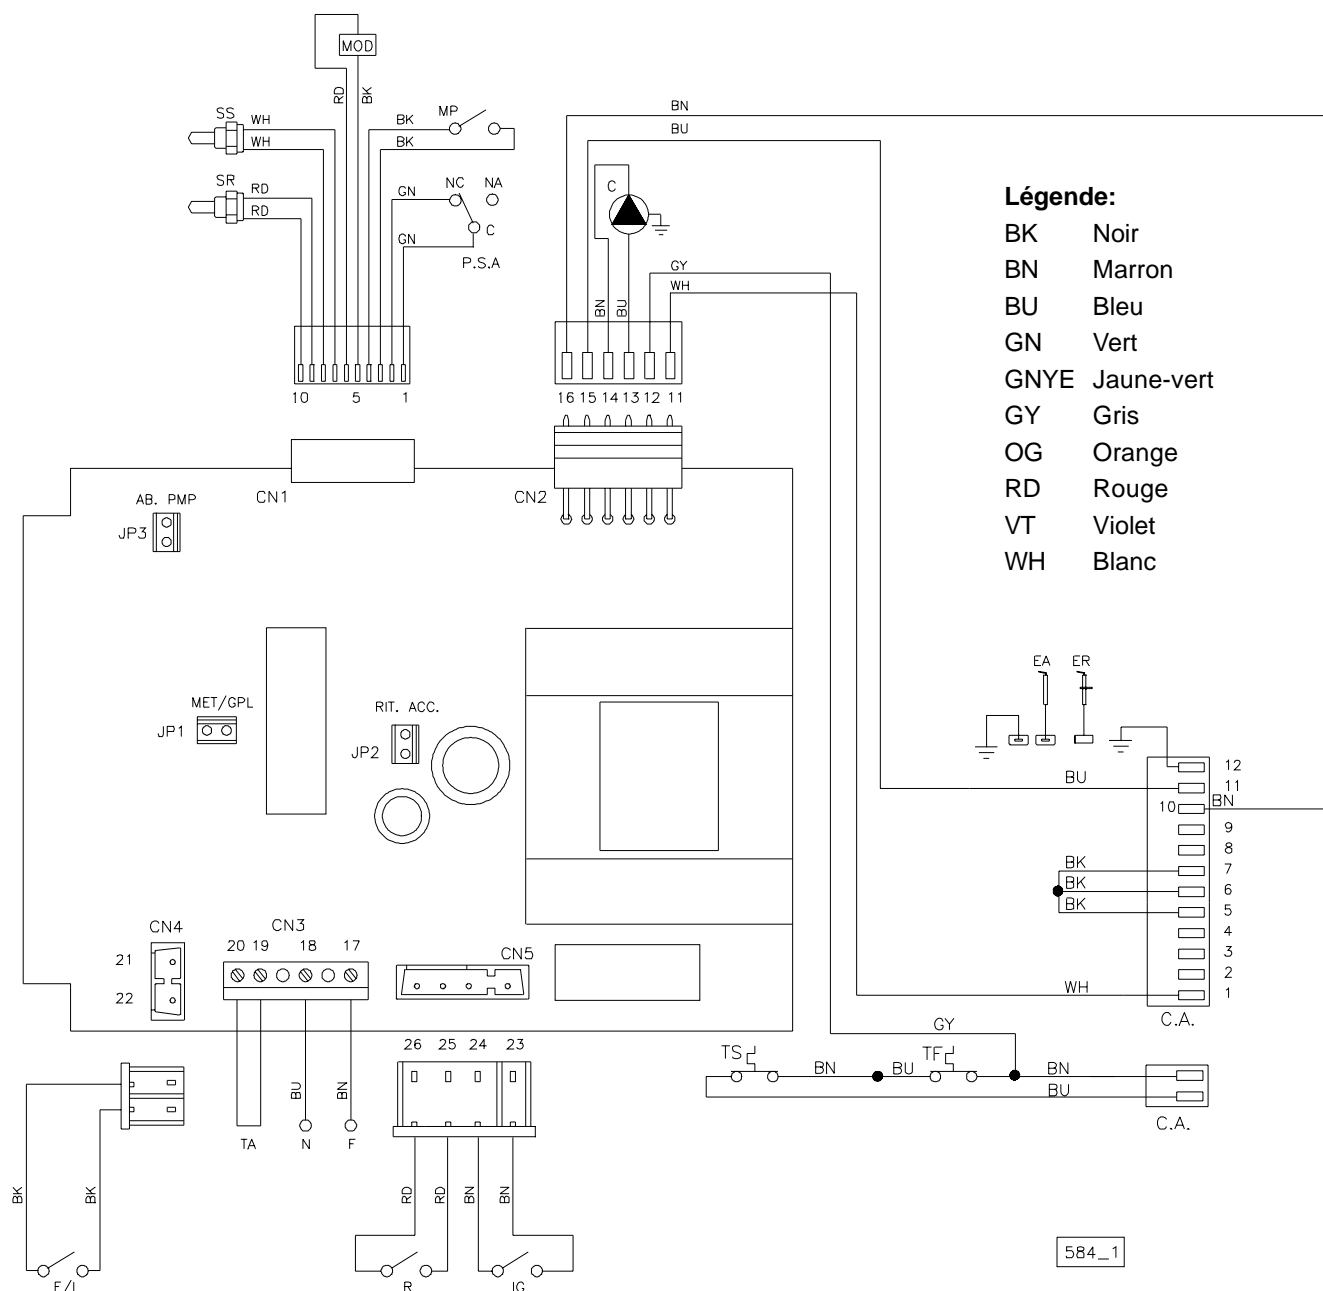 MOD
RD
BK
SS
WH
WH
BK
MP
BK
SR
RD
RD
GN
NC
NA
GN
C
P.S.A
BN
BU
C
GY
WH
BN
BU
10
5
1
16
15
14
13
12
11
Légende:
BK Noir
BN Marron
BU Bleu
GN Vert
GNYE Jaune-vert
GY Gris
OG Orange
RD Rouge
VT Violet
WH Blanc
CN1
CN2
AB. PMP
JP3
MET/GPL
JP1
RIT. ACC.
JP2
EA
ER
BU
BN
12
11
10
9
8
7
6
5
4
3
2
1
BK
BK
BK
WH
C.A.
CN4
21
22
CN3
20
19
18
17
CN5
GY
TS
BN
BU
TF
BN
BU
C.A.
26
25
24
23
BU
BN
TA
N
F
BK
BK
RD
RD
BN
BN
E/I
R
IG
584_1